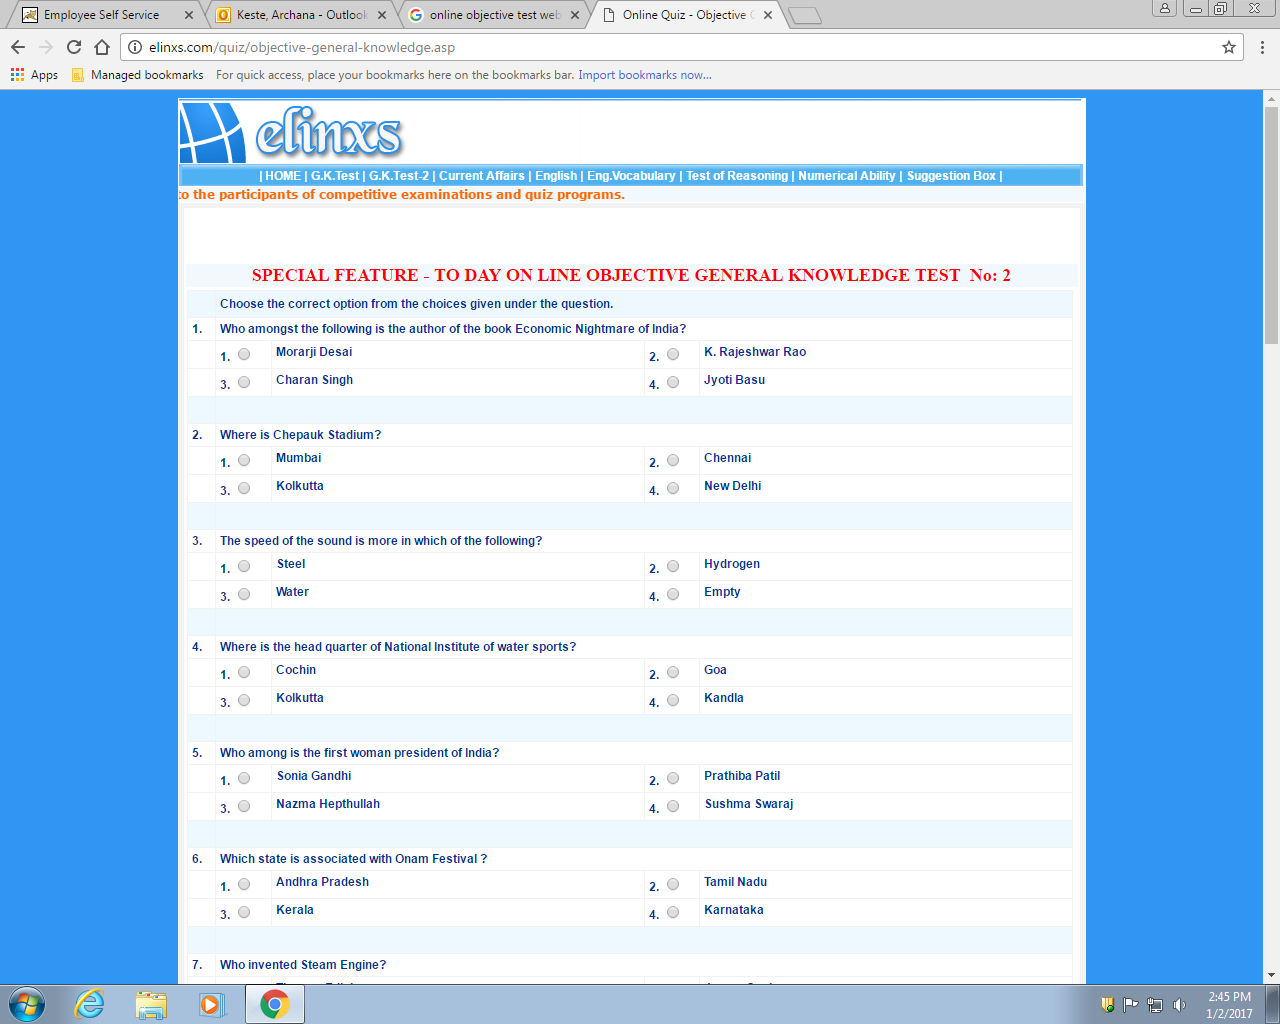 Employee Self Service
Keste, Archana - Outlook
online objective test web
Online Quiz - Objective G
elinxs.com/quiz/objective-general-knowledge.asp
Apps Managed bookmarks For quick access, place your bookmarks here on the bookmarks bar. Import bookmarks now...
elinxs
| HOME | G.K.Test | G.K.Test-2 | Current Affairs | English | Eng.Vocabulary | Test of Reasoning | Numerical Ability | Suggestion Box |
to the participants of competitive examinations and quiz programs.
SPECIAL FEATURE - TO DAY ON LINE OBJECTIVE GENERAL KNOWLEDGE TEST No: 2
Choose the correct option from the choices given under the question.
1. Who amongst the following is the author of the book Economic Nightmare of India?
1. Morarji Desai 2. K. Rajeshwar Rao
3. Charan Singh 4. Jyoti Basu
2. Where is Chepauk Stadium?
1. Mumbai 2. Chennai
3. Kolkutta 4. New Delhi
3. The speed of the sound is more in which of the following?
1. Steel 2. Hydrogen
3. Water 4. Empty
4. Where is the head quarter of National Institute of water sports?
1. Cochin 2. Goa
3. Kolkutta 4. Kandla
5. Who among is the first woman president of India?
1. Sonia Gandhi 2. Prathiba Patil
3. Nazma Hepthullah 4. Sushma Swaraj
6. Which state is associated with Onam Festival ?
1. Andhra Pradesh 2. Tamil Nadu
3. Kerala 4. Karnataka
7. Who invented Steam Engine?
2:45 PM
1/2/2017